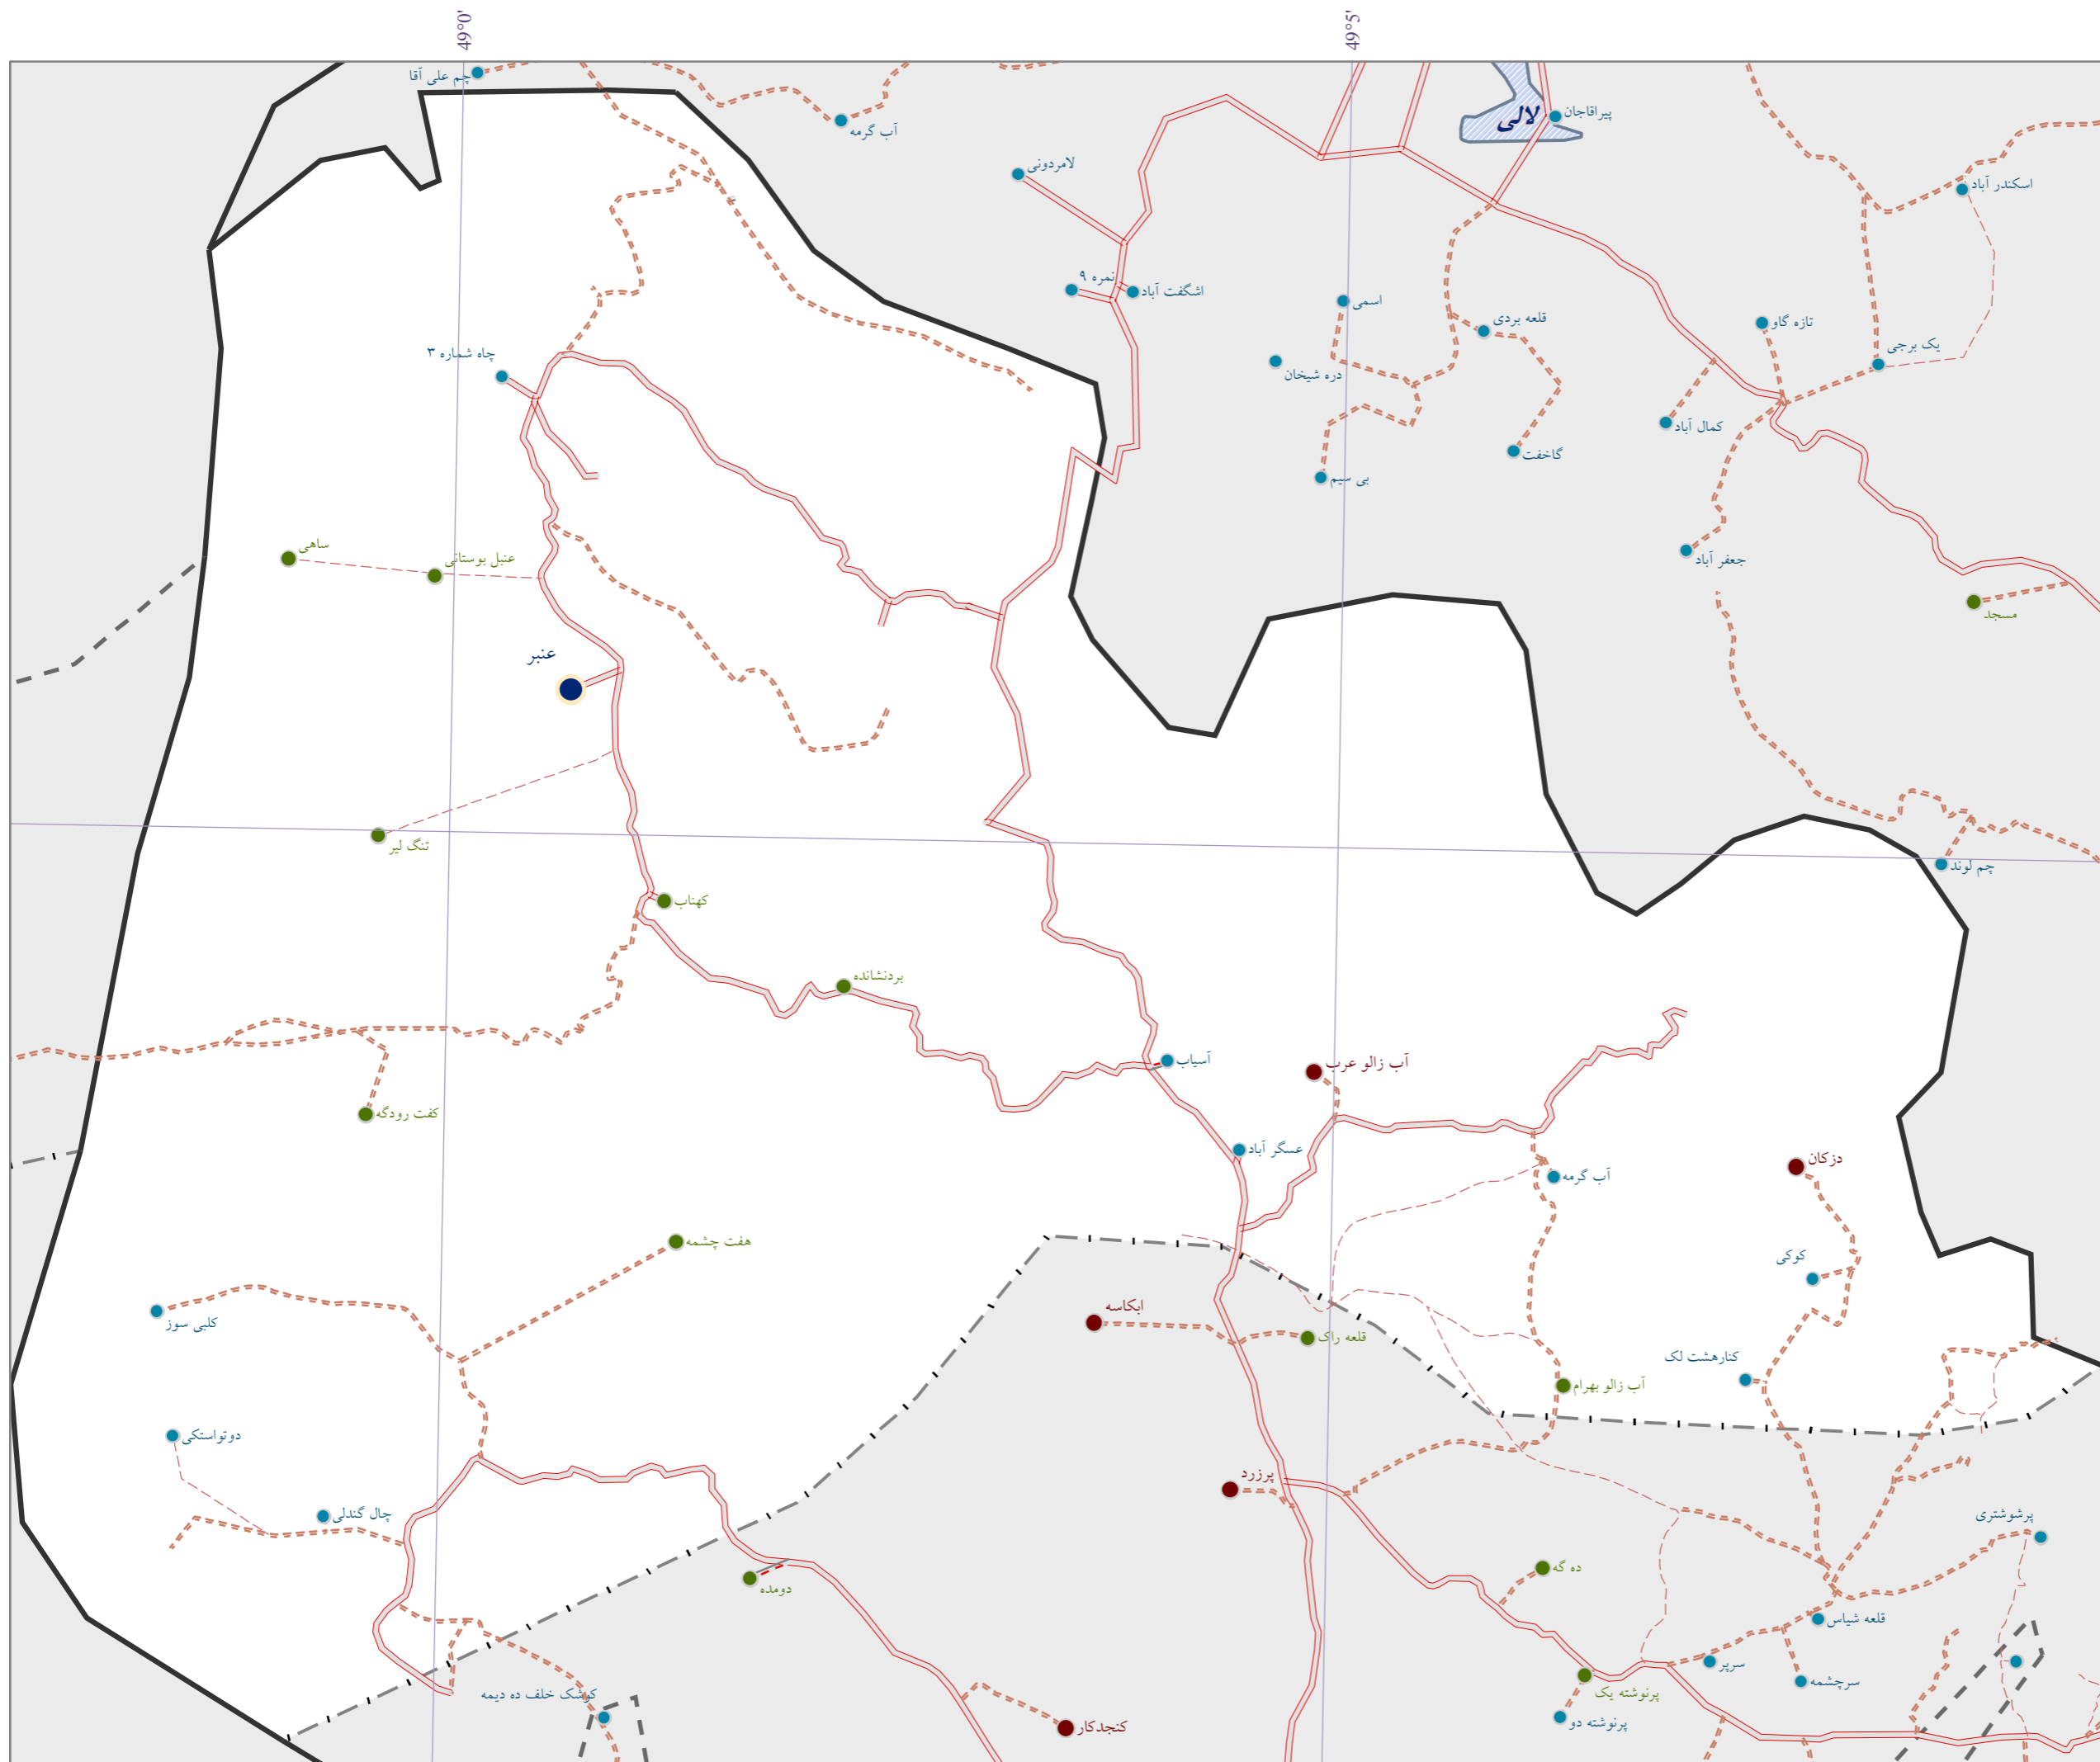 49°0'
49°5'
چم علی آقا
آب گرمه
لالی
پیراقاجان
لامردونی
اسکندر آباد
نمره ۹
اشگفت آباد
اسمی
قلعه بردی
تازه گاو
یک برجی
چاه شماره ۳
دره شیخان
کمال آباد
گاخفت
بی سیم
ساهی
عنبل بوستانی
جعفر آباد
مسجد
عنبر
تنگ لیر
چم لوند
کهناب
بردنشانده
آسیاب
آب زالو عرب
کفت رودگه
عسگر آباد
آب گرمه
دزکان
هفت چشمه
کوکی
کلبی سوز
ابکاسه
قلعه راک
کنارهشت لک
آب زالو بهرام
دوتواستکی
پرزرد
چال گندلی
پرشوشتری
ده گه
دومده
قلعه شیاس
سرپر
سرچشمه
کوشک خلف ده دیمه
پرنوشته یک
پرنوشته دو
کنجدکار